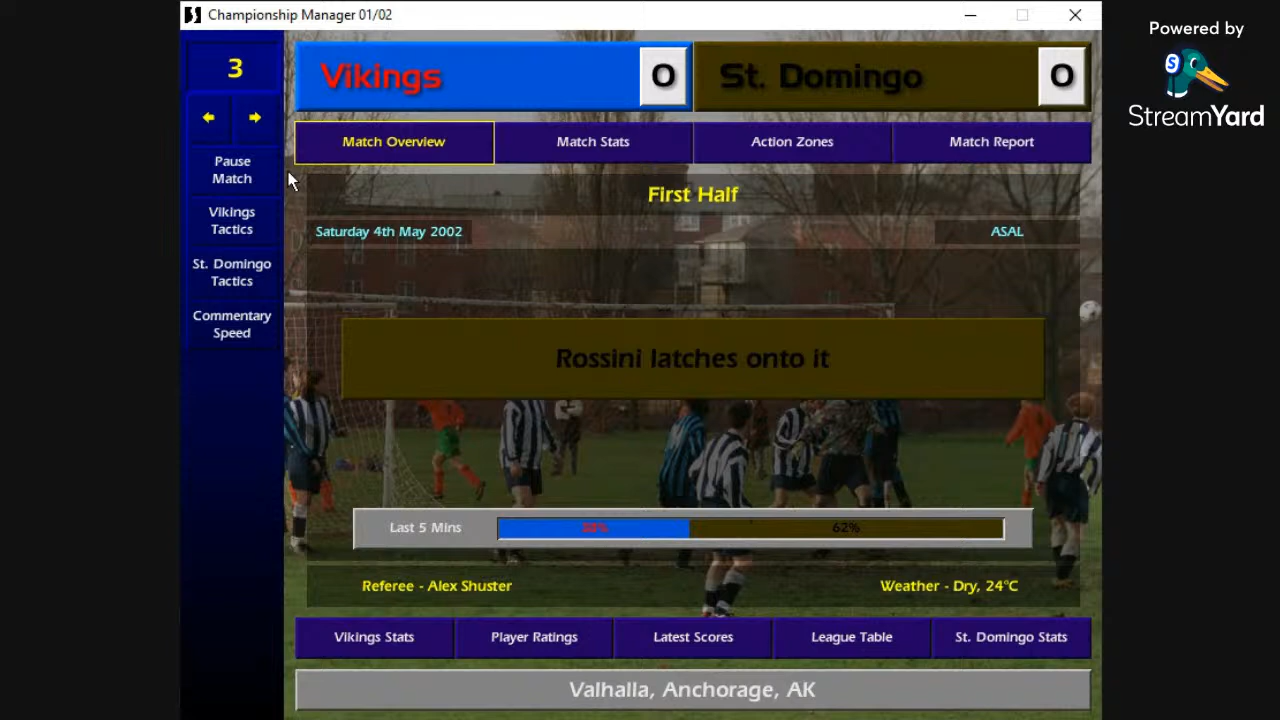 Championship Manager 01/02
Powered by
StreamYard
3
Vikings 0 St. Domingo 0
Match Overview Match Stats Action Zones Match Report
Pause
Match
Vikings
Tactics
St. Domingo
Tactics
Commentary
Speed
First Half
Saturday 4th May 2002 ASAL
Rossini latches onto it
Last 5 Mins 38% 62%
Referee - Alex Shuster Weather - Dry, 24°C
Vikings Stats Player Ratings Latest Scores League Table St. Domingo Stats
Valhalla, Anchorage, AK